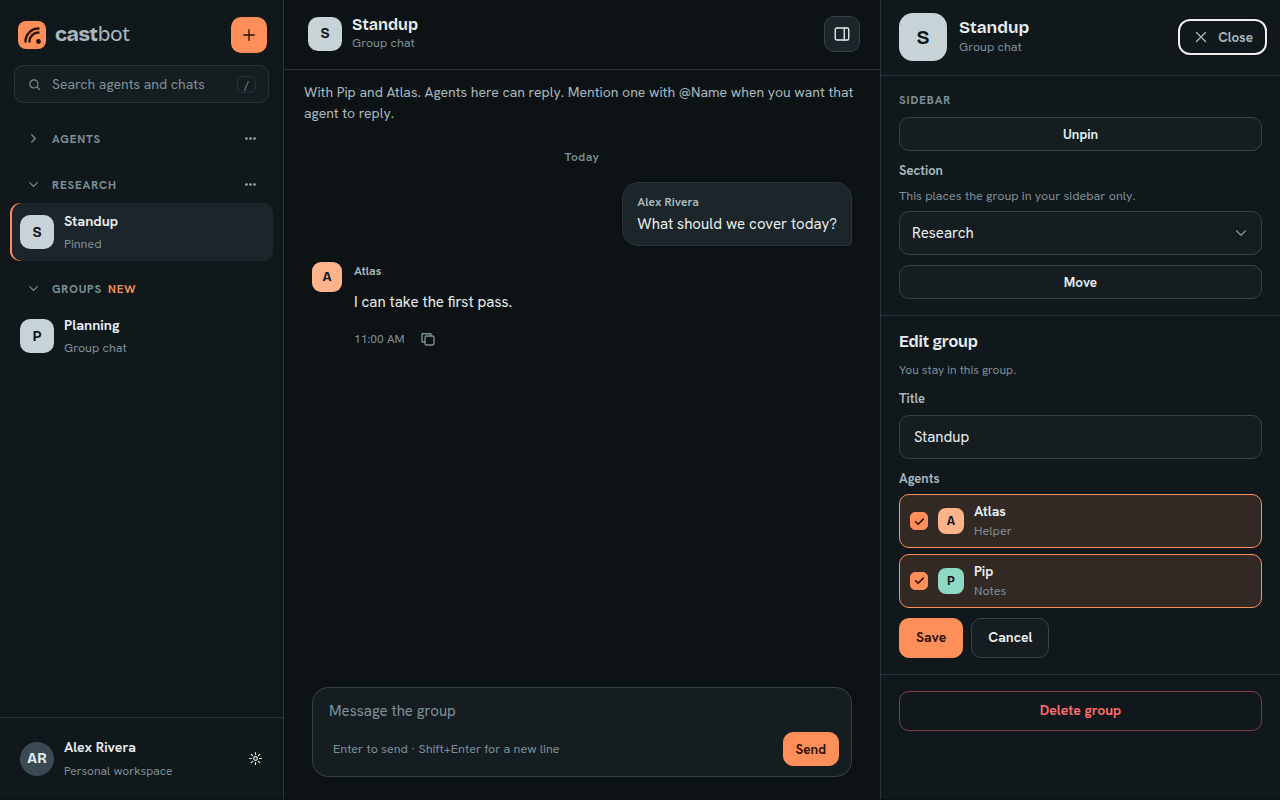 castbot
Search agents and chats
/
AGENTS
RESEARCH
S
Standup
Pinned
GROUPS NEW
P
Planning
Group chat
AR
Alex Rivera
Personal workspace
S
Standup
Group chat
With Pip and Atlas. Agents here can reply. Mention one with @Name when you want that
agent to reply.
Today
Alex Rivera
What should we cover today?
A
Atlas
I can take the first pass.
11:00 AM
Message the group
Enter to send · Shift+Enter for a new line
Send
S
Standup
Group chat
Close
SIDEBAR
Unpin
Section
This places the group in your sidebar only.
Research
Move
Edit group
You stay in this group.
Title
Standup
Agents
A
Atlas
Helper
P
Pip
Notes
Save
Cancel
Delete group